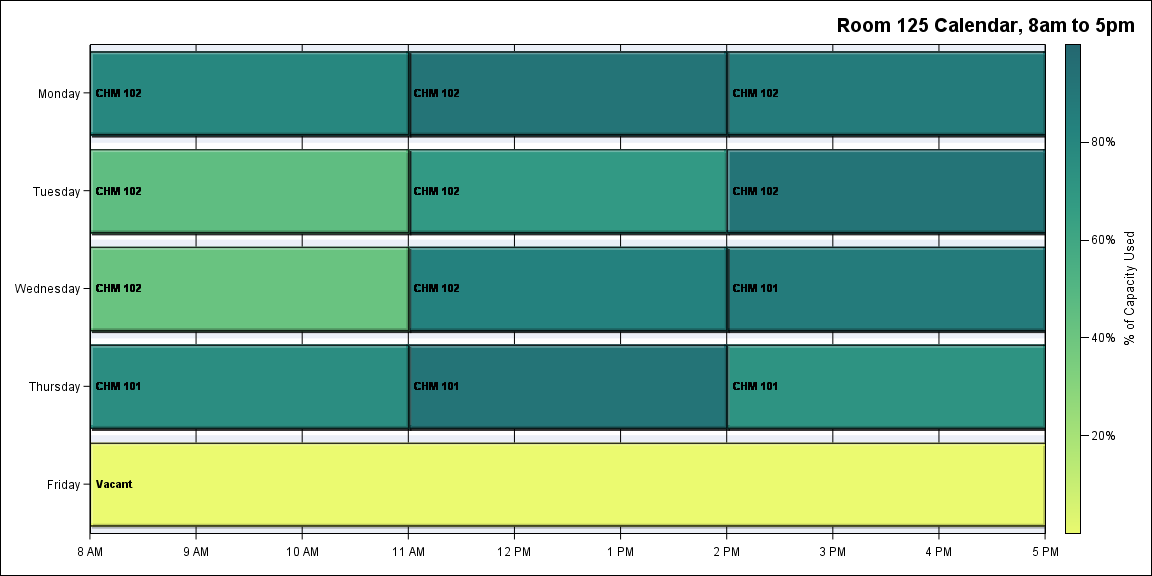 Room 125 Calendar, 8am to 5pm
Monday
CHM 102
CHM 102
CHM 102
Tuesday
CHM 102
CHM 102
CHM 102
Wednesday
CHM 102
CHM 102
CHM 101
Thursday
CHM 101
CHM 101
CHM 101
Friday
Vacant
8 AM
9 AM
10 AM
11 AM
12 PM
1 PM
2 PM
3 PM
4 PM
5 PM
80%
60%
40%
20%
% of Capacity Used